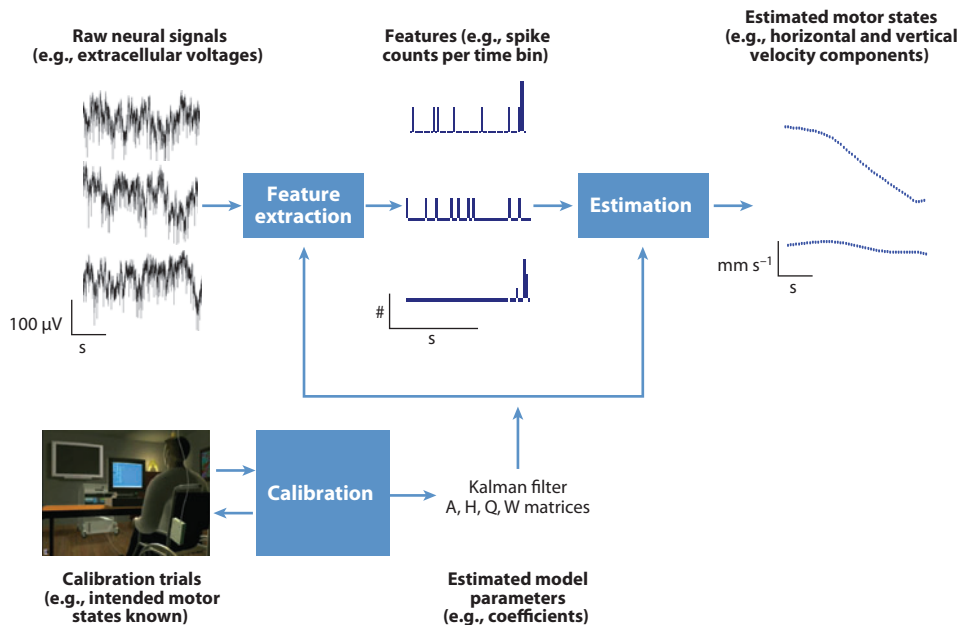 Raw neural signals
(e.g., extracellular voltages)
Features (e.g., spike
counts per time bin)
Estimated motor states
(e.g., horizontal and vertical
velocity components)
Feature
extraction
Estimation
100 μV
s
#
s
mm s⁻¹
s
Calibration
Kalman filter
A, H, Q, W matrices
Calibration trials
(e.g., intended motor
states known)
Estimated model
parameters
(e.g., coefficients)